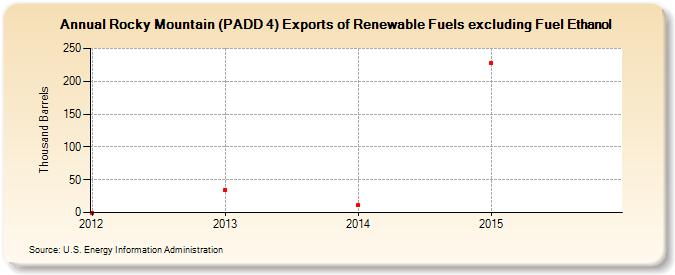 Annual Rocky Mountain (PADD 4) Exports of Renewable Fuels excluding Fuel Ethanol
Thousand Barrels
250
200
150
100
50
0
2012 2013 2014 2015
Source: U.S. Energy Information Administration